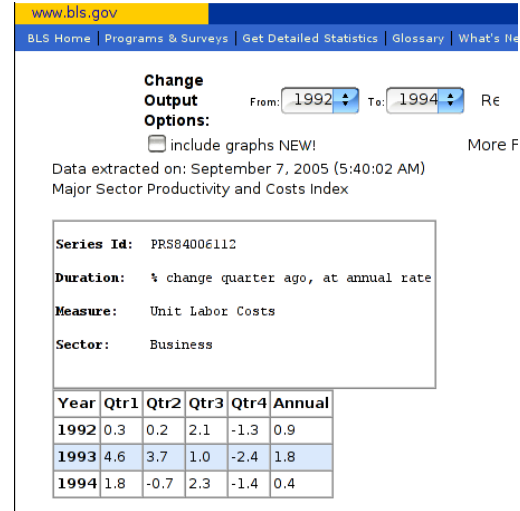 www.bls.gov
BLS Home | Programs & Surveys | Get Detailed Statistics | Glossary | What's Ne
Change Output Options:
From: 1992 To: 1994 Re
include graphs NEW! More F
Data extracted on: September 7, 2005 (5:40:02 AM)
Major Sector Productivity and Costs Index
Series Id: PRS84006112
Duration: % change quarter ago, at annual rate
Measure: Unit Labor Costs
Sector: Business
Year Qtr1 Qtr2 Qtr3 Qtr4 Annual
1992 0.3 0.2 2.1 -1.3 0.9
1993 4.6 3.7 1.0 -2.4 1.8
1994 1.8 -0.7 2.3 -1.4 0.4